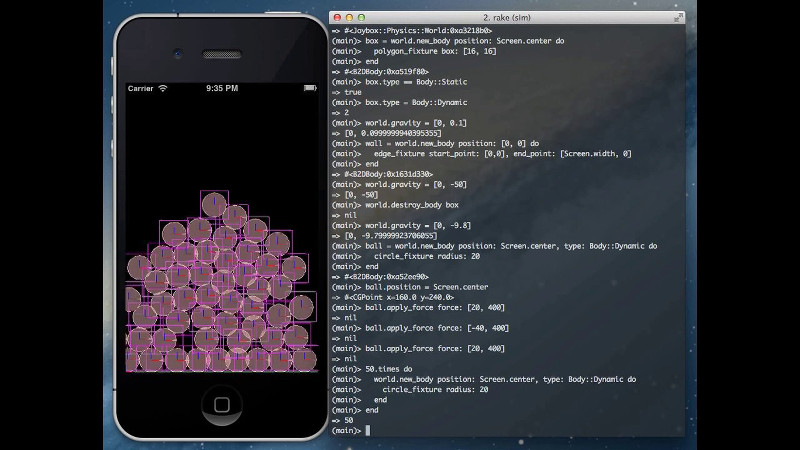 Carrier
9:35 PM
2. rake (sim)
=> #<Joybox::Physics::World:0xa3218b0>
(main)> box = world.new_body position: Screen.center do
(main)>   polygon_fixture box: [16, 16]
(main)> end
=> #<BZDBody:0xa519f80>
(main)> box.type == Body::Static
=> true
(main)> box.type = Body::Dynamic
=> 2
(main)> world.gravity = [0, 0.1]
=> [0, 0.0999999940395355]
(main)> wall = world.new_body position: [0, 0] do
(main)>   edge_fixture start_point: [0,0], end_point: [Screen.width, 0]
(main)> end
=> #<BZDBody:0x1631d330>
(main)> world.gravity = [0, -50]
=> [0, -50]
(main)> world.destroy_body box
=> nil
(main)> world.gravity = [0, -9.8]
=> [0, -9.79999923706055]
(main)> ball = world.new_body position: Screen.center, type: Body::Dynamic do
(main)>   circle_fixture radius: 20
(main)> end
=> #<BZDBody:0xa52ee90>
(main)> ball.position = Screen.center
=> #<CGPoint x=160.0 y=240.0>
(main)> ball.apply_force force: [20, 400]
=> nil
(main)> ball.apply_force force: [-40, 400]
=> nil
(main)> ball.apply_force force: [20, 400]
=> nil
(main)> 50.times do
(main)>   world.new_body position: Screen.center, type: Body::Dynamic do
(main)>     circle_fixture radius: 20
(main)>   end
(main)> end
=> 50
(main)>